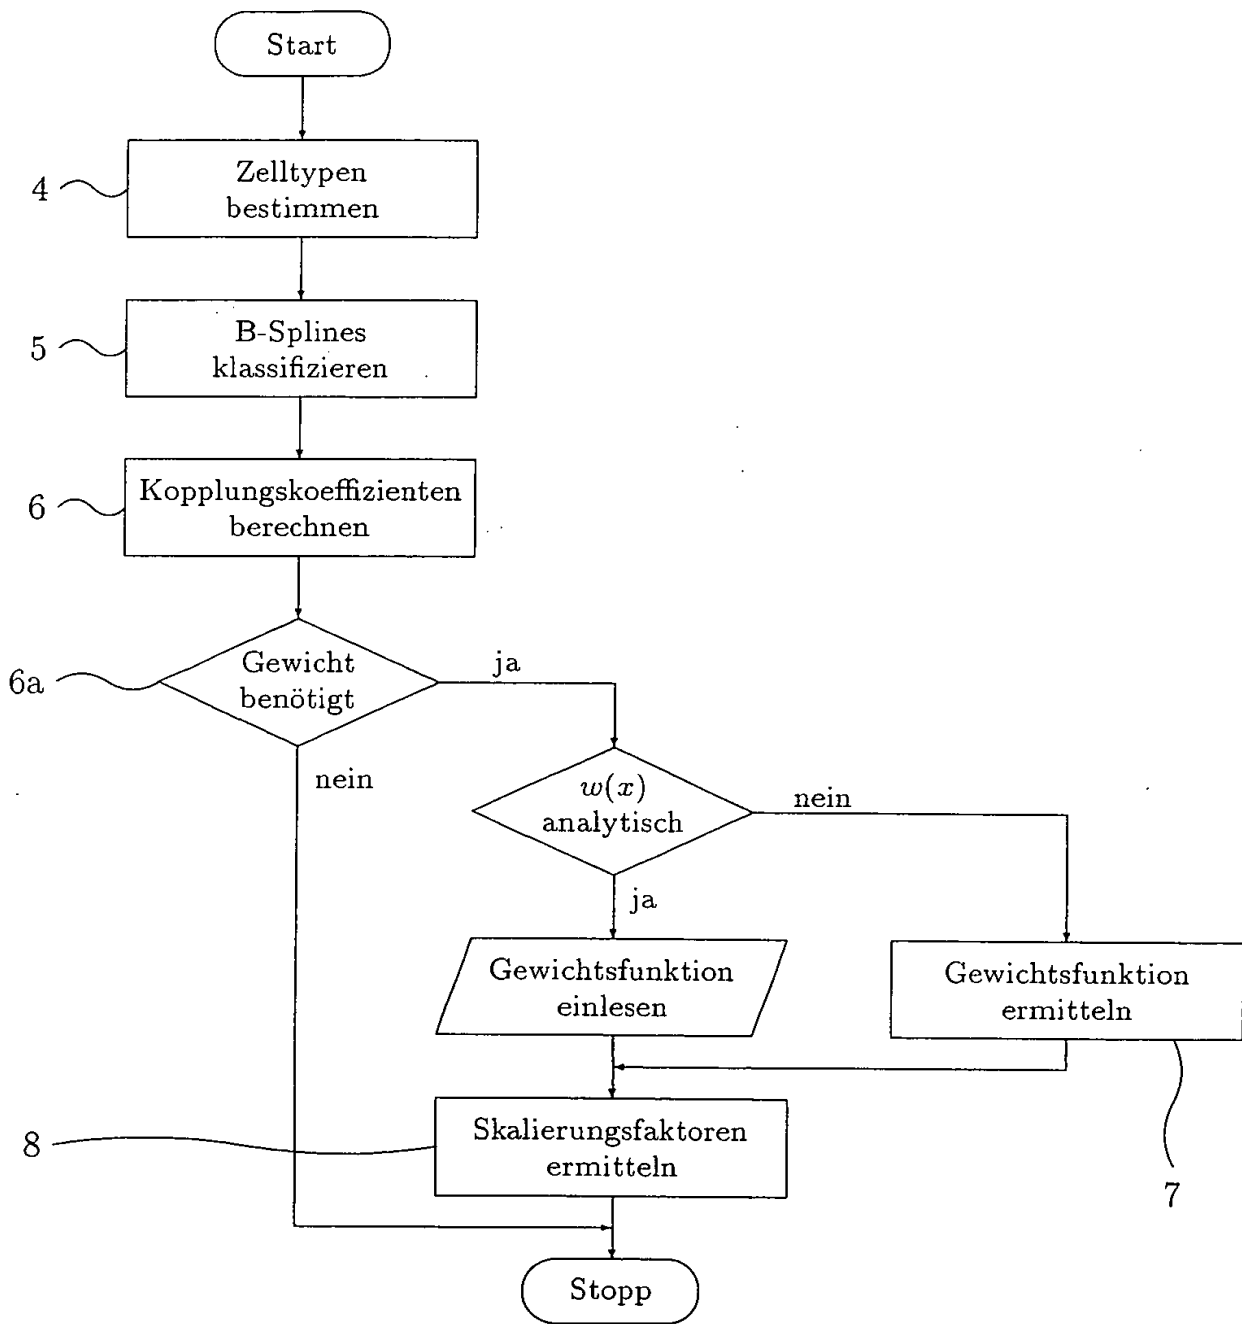 Start
4
Zelltypen
bestimmen
5
B-Splines
klassifizieren
6
Kopplungskoeffizienten
berechnen
6a
Gewicht
benötigt
ja
nein
w(x)
analytisch
nein
ja
Gewichtsfunktion
einlesen
Gewichtsfunktion
ermitteln
8
Skalierungsfaktoren
ermitteln
7
Stopp